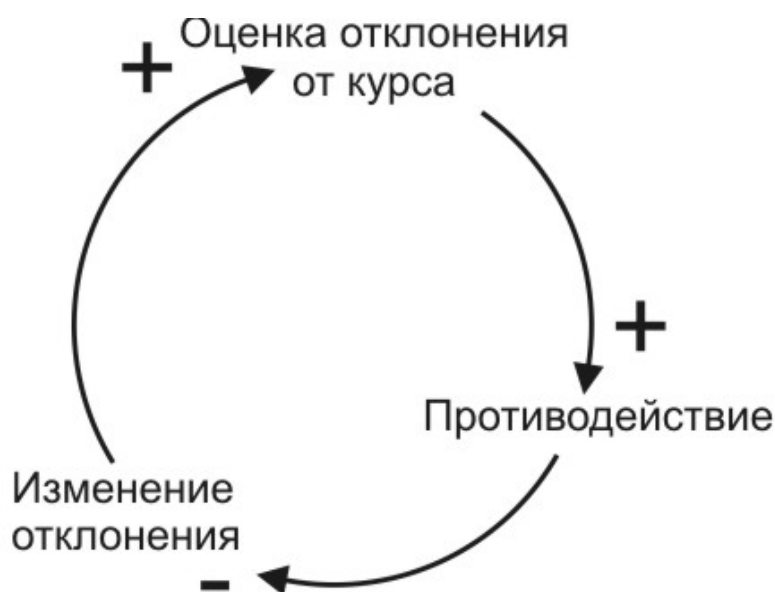 Оценка отклонения
от курса
+
+
Противодействие
Изменение
отклонения
-